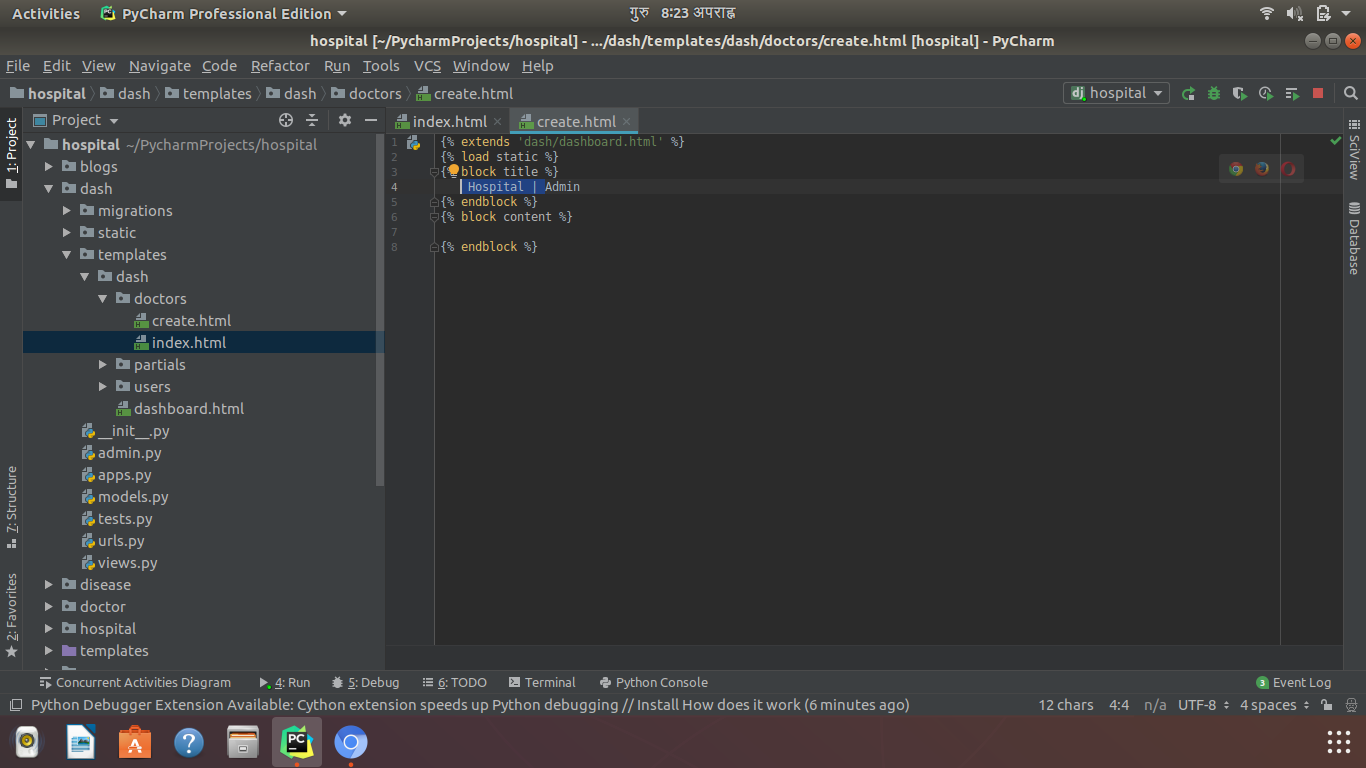 Activities PyCharm Professional Edition गुरु 8:23 अपराह्न
hospital [~/PycharmProjects/hospital] - .../dash/templates/dash/doctors/create.html [hospital] - PyCharm
File Edit View Navigate Code Refactor Run Tools VCS Window Help
hospital dash templates dash doctors create.html hospital
Project
index.html create.html
1: Project
7: Structure
2: Favorites
hospital ~/PycharmProjects/hospital
blogs
dash
migrations
static
templates
dash
doctors
create.html
index.html
partials
users
dashboard.html
__init__.py
admin.py
apps.py
models.py
tests.py
urls.py
views.py
disease
doctor
hospital
templates
1 {% extends 'dash/dashboard.html' %}
2 {% load static %}
3 {% block title %}
4 Hospital | Admin
5 {% endblock %}
6 {% block content %}
7
8 {% endblock %}
SciView
Database
Concurrent Activities Diagram 4: Run 5: Debug 6: TODO Terminal Python Console 3 Event Log
Python Debugger Extension Available: Cython extension speeds up Python debugging // Install How does it work (6 minutes ago) 12 chars 4:4 n/a UTF-8 4 spaces